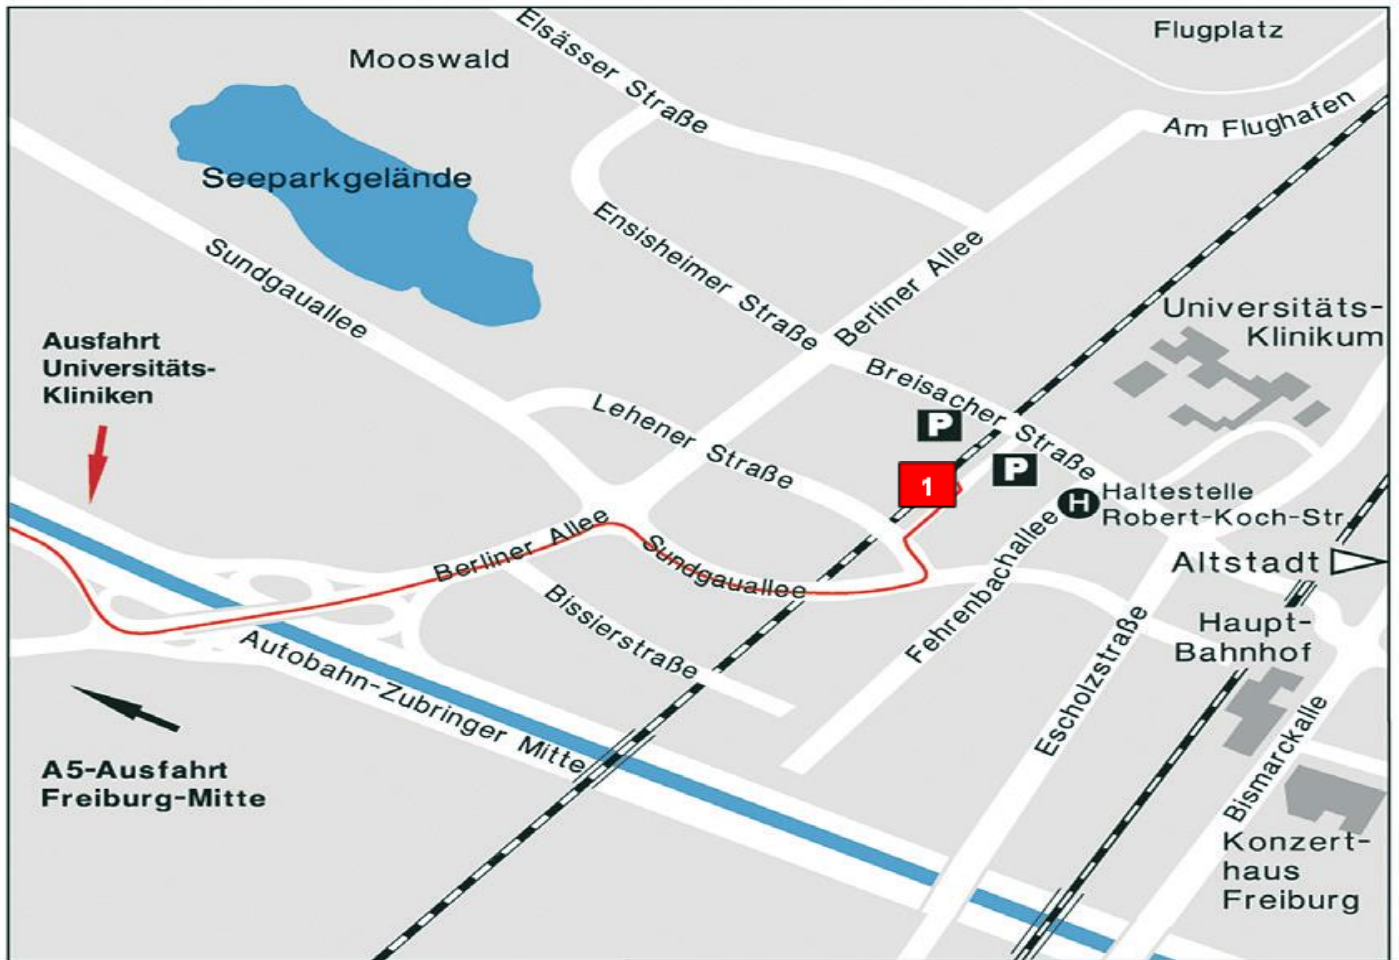 Elsässer Straße
Flugplatz
Mooswald
Am Flughafen
Seeparkgelände
Ensisheimer Straße
Berliner Allee
Sundgauallee
Universitäts-
Klinikum
Ausfahrt
Universitäts-
Kliniken
Breisacher Straße
Lehener Straße
P
P
1
H
Haltestelle
Robert-Koch-Str.
Berliner Allee
Sundgauallee
Altstadt
Bissierstraße
Fehrenbachallee
Escholzstraße
Haupt-
Bahnhof
Autobahn-Zubringer Mitte
Bismarckalle
A5-Ausfahrt
Freiburg-Mitte
Konzert-
haus
Freiburg